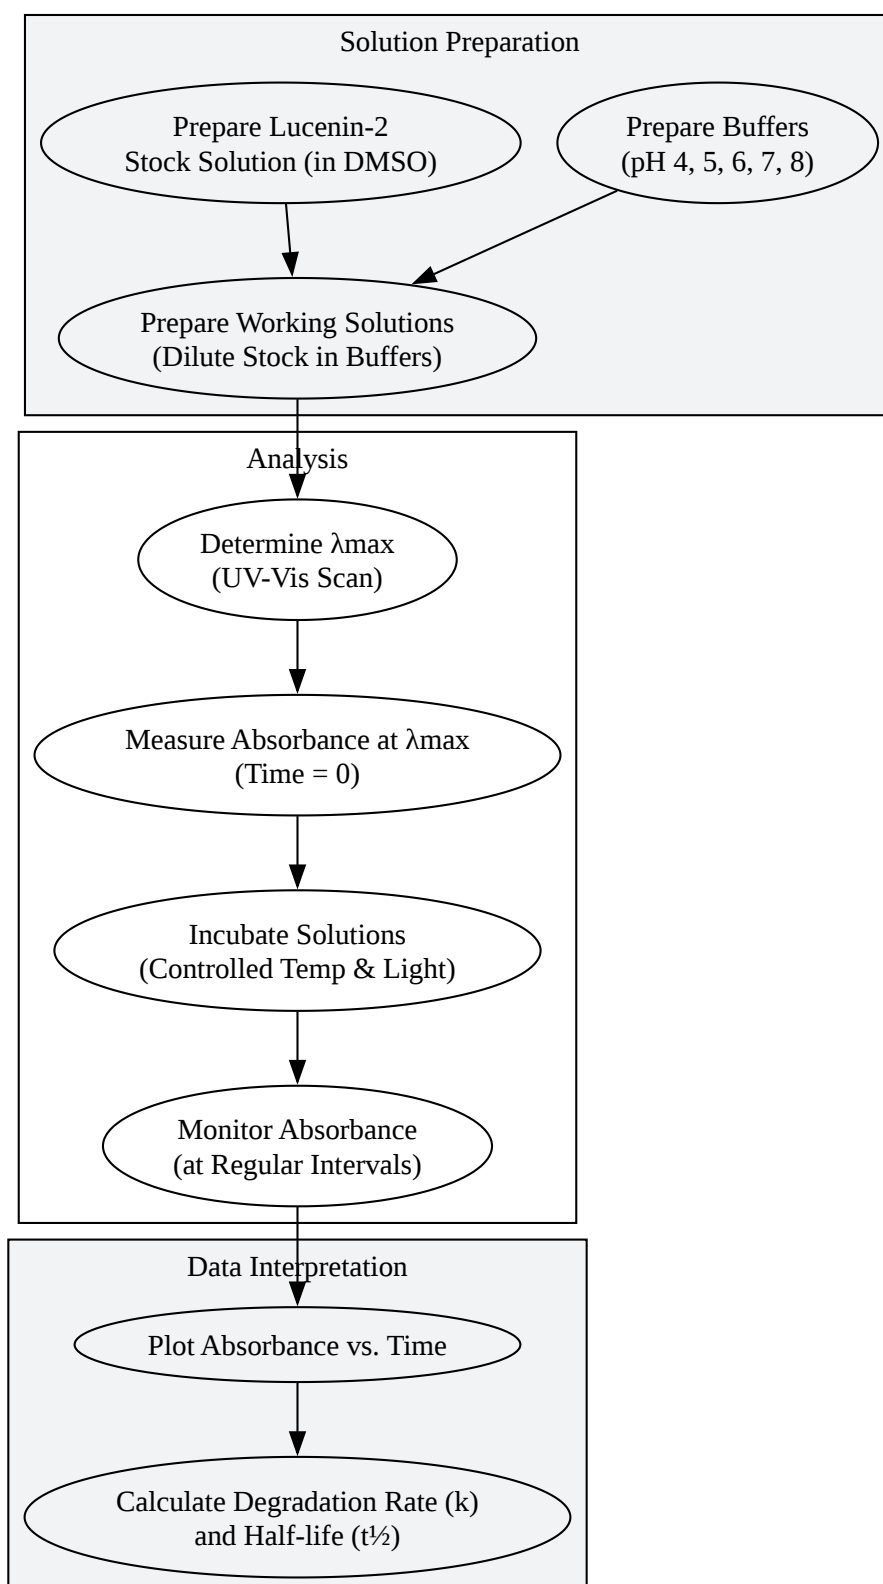 Solution Preparation
Prepare Lucenin-2
Stock Solution (in DMSO)
Prepare Buffers
(pH 4, 5, 6, 7, 8)
Prepare Working Solutions
(Dilute Stock in Buffers)
Analysis
Determine λmax
(UV-Vis Scan)
Measure Absorbance at λmax
(Time = 0)
Incubate Solutions
(Controlled Temp & Light)
Monitor Absorbance
(at Regular Intervals)
Data Interpretation
Plot Absorbance vs. Time
Calculate Degradation Rate (k)
and Half-life (t½)